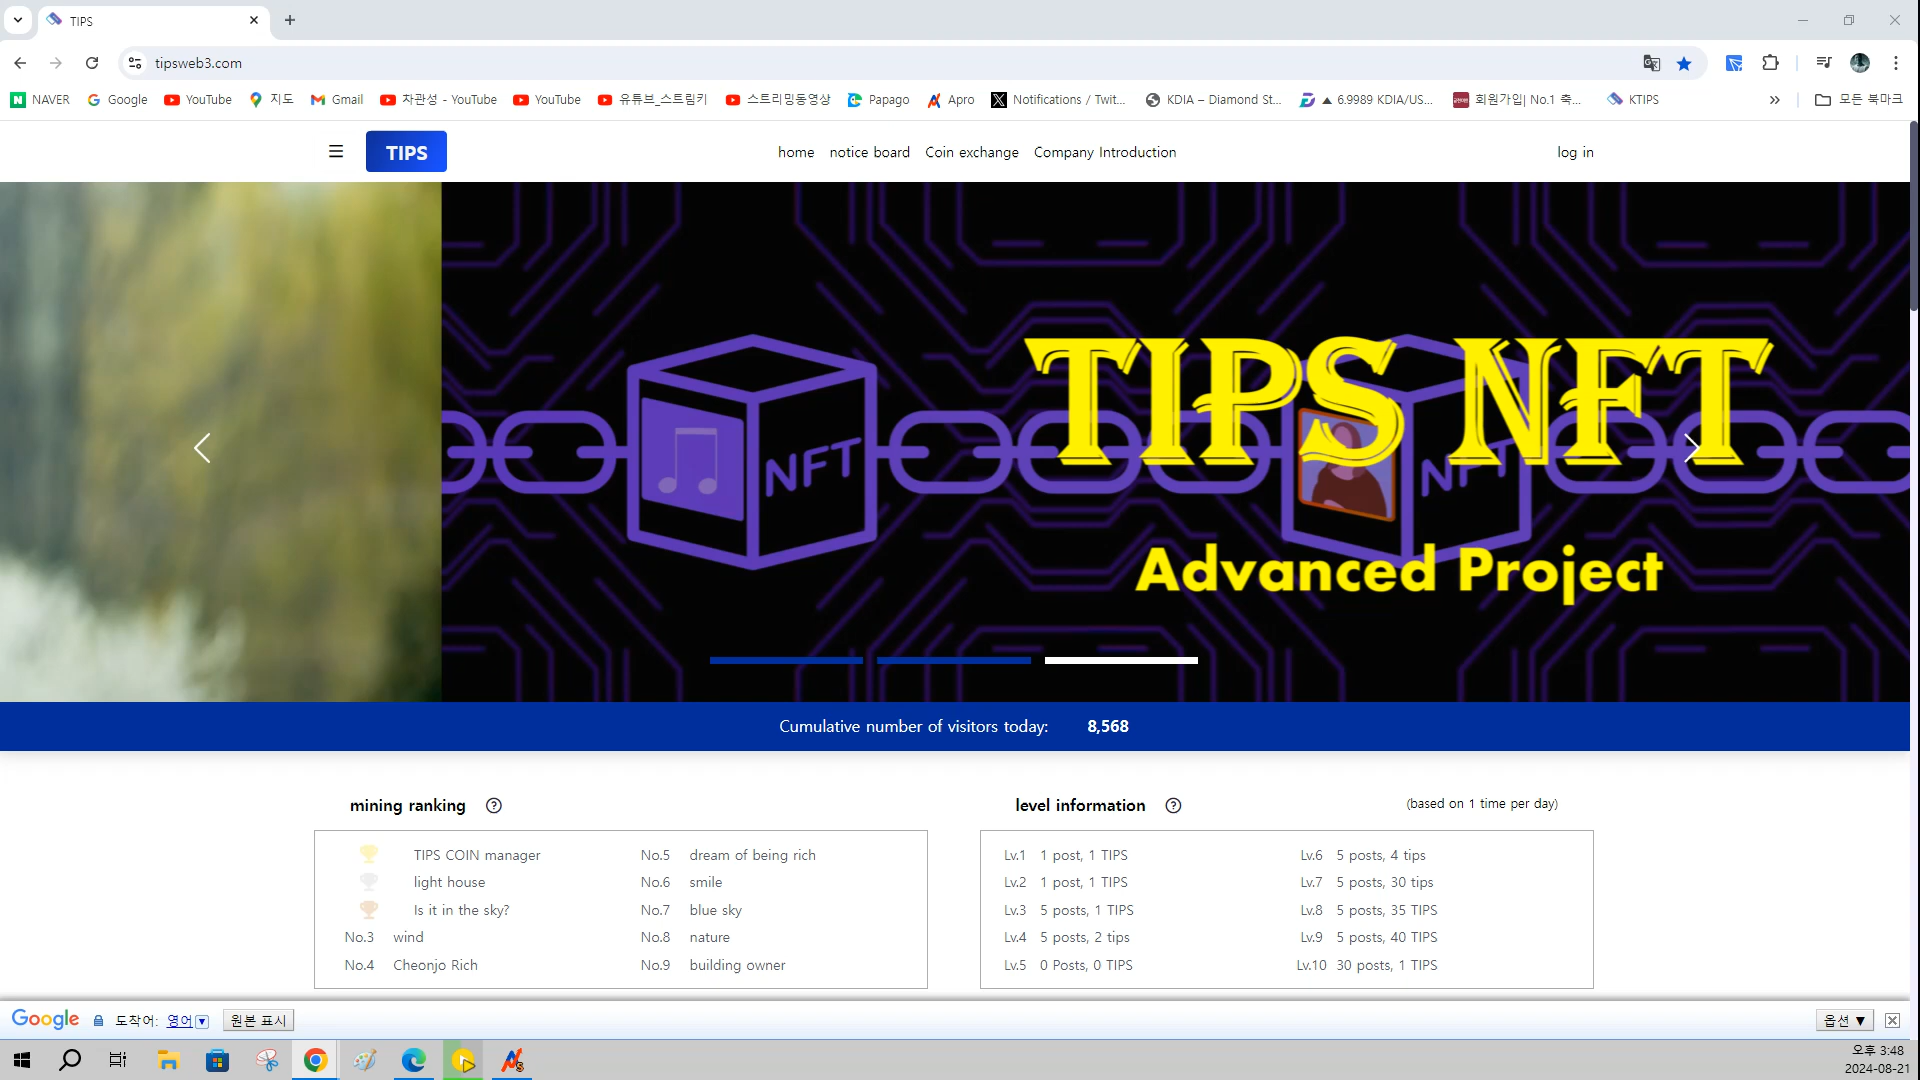 TIPS
tipsweb3.com
NAVER Google YouTube 지도 Gmail 차관성 - YouTube YouTube 유튜브_스트림키 스트리밍동영상 Papago Apro Notifications / Twit... KDIA – Diamond St... ▲ 6.9989 KDIA/US... 회원가입| No.1 축... KTIPS » 모든 북마크
TIPS home notice board Coin exchange Company Introduction log in
TIPS NFT
NFT NFT
Advanced Project
Cumulative number of visitors today: 8,568
mining ranking
TIPS COIN manager No.5 dream of being rich
light house No.6 smile
Is it in the sky? No.7 blue sky
No.3 wind No.8 nature
No.4 Cheonjo Rich No.9 building owner
level information (based on 1 time per day)
Lv.1 1 post, 1 TIPS Lv.6 5 posts, 4 tips
Lv.2 1 post, 1 TIPS Lv.7 5 posts, 30 tips
Lv.3 5 posts, 1 TIPS Lv.8 5 posts, 35 TIPS
Lv.4 5 posts, 2 tips Lv.9 5 posts, 40 TIPS
Lv.5 0 Posts, 0 TIPS Lv.10 30 posts, 1 TIPS
Google 도착어: 영어 ▼ 원본 표시 옵션 ▼
오후 3:48
2024-08-21